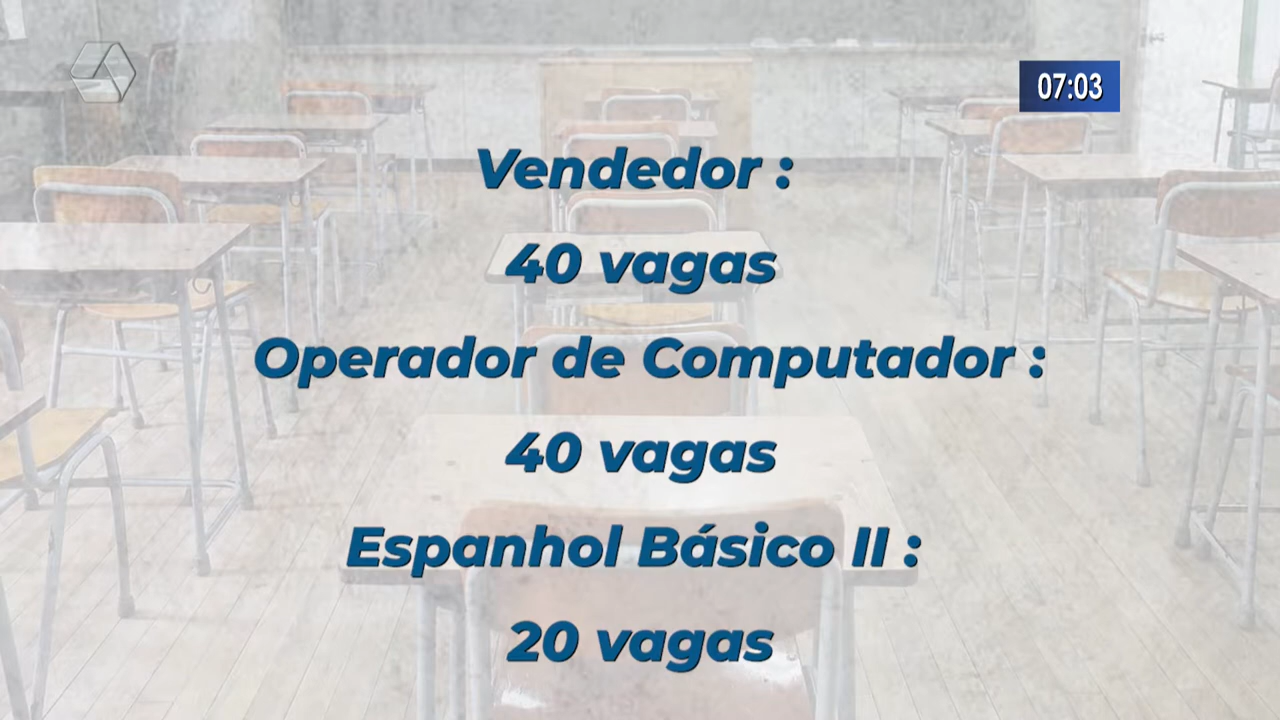 07:03
Vendedor :
40 vagas
Operador de Computador :
40 vagas
Espanhol Básico II :
20 vagas